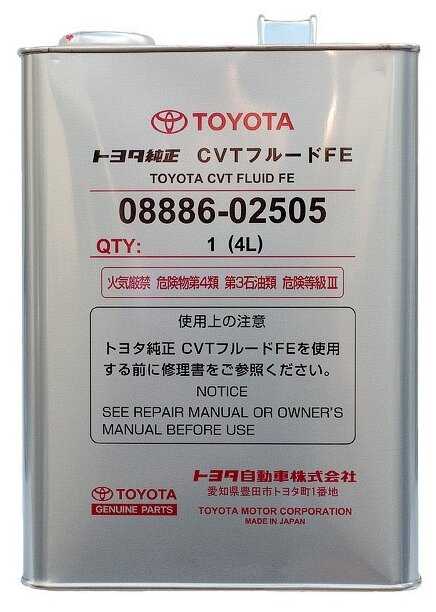 TOYOTA
トヨタ純正 CVTフルードFE
TOYOTA CVT FLUID FE
08886-02505
QTY: 1 (4L)
火気厳禁 危険物第4類 第3石油類 危険等級Ⅲ
使用上の注意
トヨタ純正 CVTフルードFEを使用
する前に修理書をご参照ください。
NOTICE
SEE REPAIR MANUAL OR OWNER'S
MANUAL BEFORE USE
TOYOTA
GENUINE PARTS
トヨタ自動車株式会社
愛知県豊田市トヨタ町1番地
TOYOTA MOTOR CORPORATION
MADE IN JAPAN